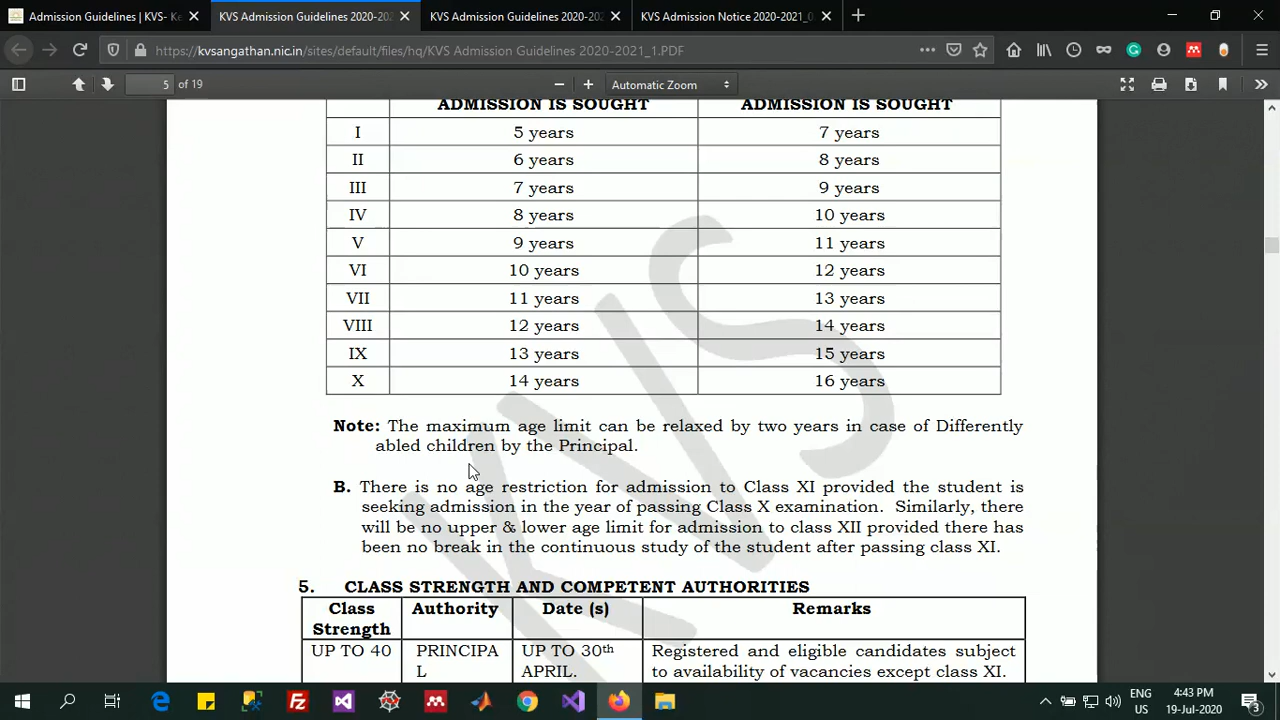 Admission Guidelines | KVS- Ke
KVS Admission Guidelines 2020-202
KVS Admission Guidelines 2020-202
KVS Admission Notice 2020-2021_0
https://kvsangathan.nic.in/sites/default/files/hq/KVS Admission Guidelines 2020-2021_1.PDF
5 of 19
Automatic Zoom
ADMISSION IS SOUGHT ADMISSION IS SOUGHT
I 5 years 7 years
II 6 years 8 years
III 7 years 9 years
IV 8 years 10 years
V 9 years 11 years
VI 10 years 12 years
VII 11 years 13 years
VIII 12 years 14 years
IX 13 years 15 years
X 14 years 16 years
Note: The maximum age limit can be relaxed by two years in case of Differently
abled children by the Principal.
B. There is no age restriction for admission to Class XI provided the student is
seeking admission in the year of passing Class X examination. Similarly, there
will be no upper & lower age limit for admission to class XII provided there has
been no break in the continuous study of the student after passing class XI.
5. CLASS STRENGTH AND COMPETENT AUTHORITIES
Class Authority Date (s) Remarks
Strength
UP TO 40 PRINCIPA UP TO 30th Registered and eligible candidates subject
L APRIL. to availability of vacancies except class XI.
KVS
ENG 4:43 PM
US 19-Jul-2020
3